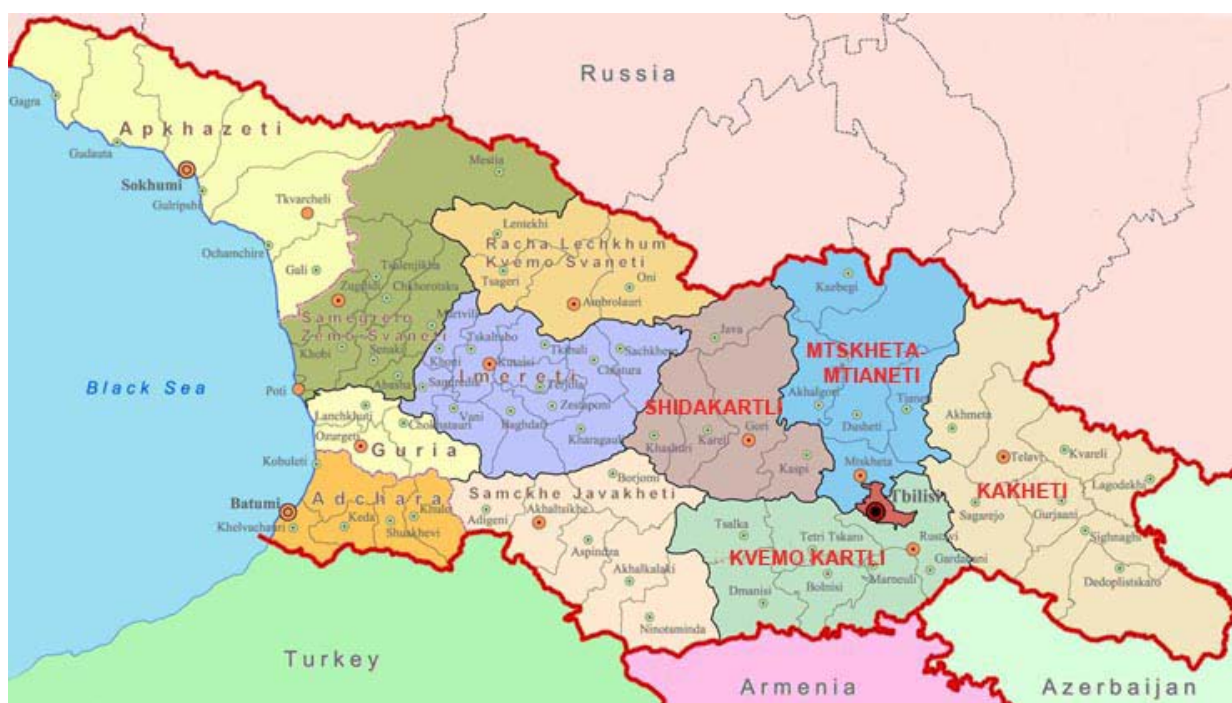 Russia
Gagra
Apkhazeti
Gudauta
Sokhumi
Gulripshi
Tkvarcheli
Ochamchire
Gali
Mestia
Lentekhi
Racha Lechkhum
Kvemo Svaneti
Tsageri
Oni
Ambrolauri
Tsalenjikha
Zugdidi
Chkhorotsku
Samegrelo
Zemo Svaneti
Martvili
Khobi
Senaki
Abasha
Poti
Black Sea
Tskaltubo
Khoni
Kutaisi
Tkibuli
Sachkhere
Chiatura
Imereti
Samtredia
Terjola
Vani
Zestaponi
Baghdati
Kharagauli
Java
SHIDAKARTLI
Gori
Khashuri
Kareli
Kaspi
Kazbegi
MTSKHETA-
MTIANETI
Akhalgori
Tianeti
Dusheti
Mtskheta
Tbilisi
Akhmeta
Telavi
Kvareli
Lagodekhi
KAKHETI
Sagarejo
Gurjaani
Sighnaghi
Dedoplistskaro
Lanchkhuti
Chokhatauri
Ozurgeti
Guria
Kobuleti
Batumi
Adchara
Khelvachauri
Keda
Khulo
Shuakhevi
Borjomi
Samckhe Javakheti
Akhaltsikhe
Adigeni
Aspindza
Akhalkalaki
Ninotsminda
Tsalka
Tetri Tskaro
Rustavi
KVEMO KARTLI
Gardabani
Marneuli
Bolnisi
Dmanisi
Turkey
Armenia
Azerbaijan